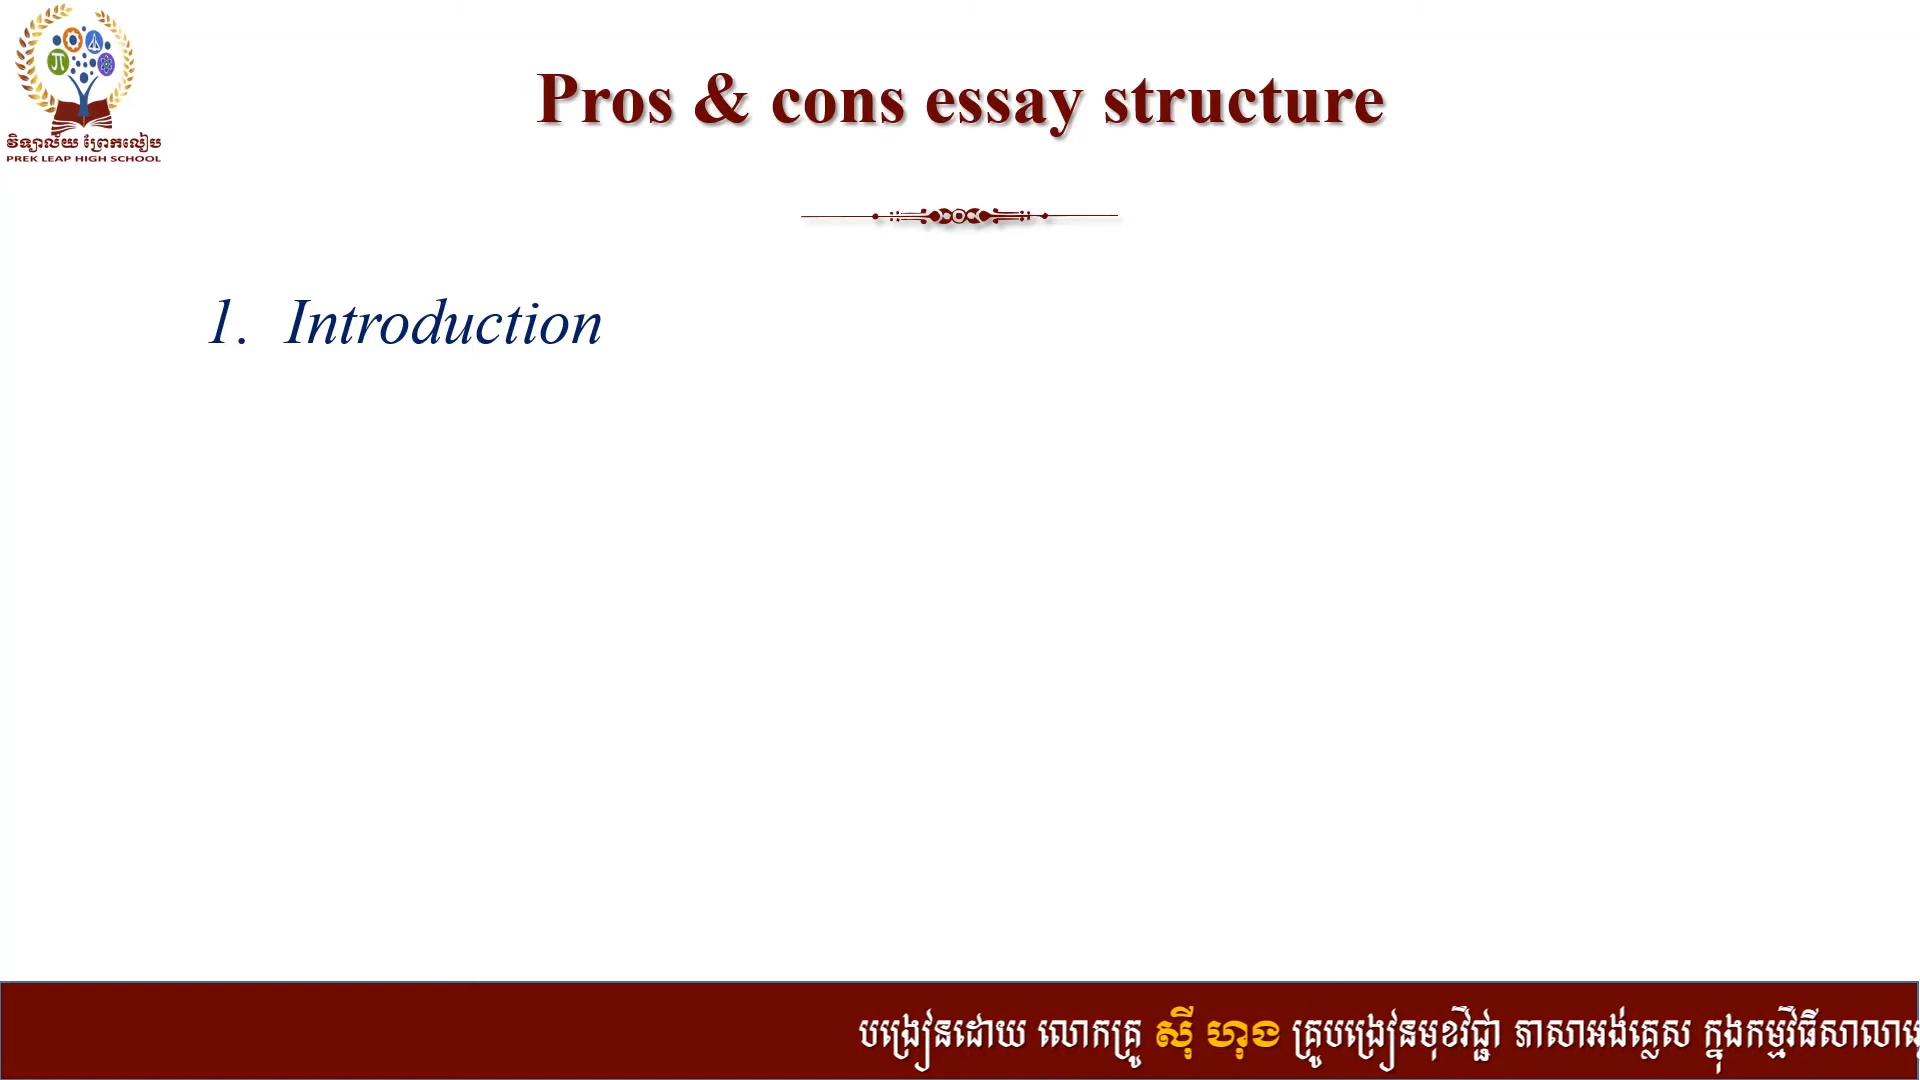 វិទ្យាល័យ ព្រែកលៀប
PREK LEAP HIGH SCHOOL
Pros & cons essay structure
1. Introduction
បង្រៀនដោយ លោកគ្រូ ស៊ី ហុង គ្រូបង្រៀនមុខវិជ្ជា ភាសាអង់គ្លេស ក្នុងកម្មវិធីសាលា